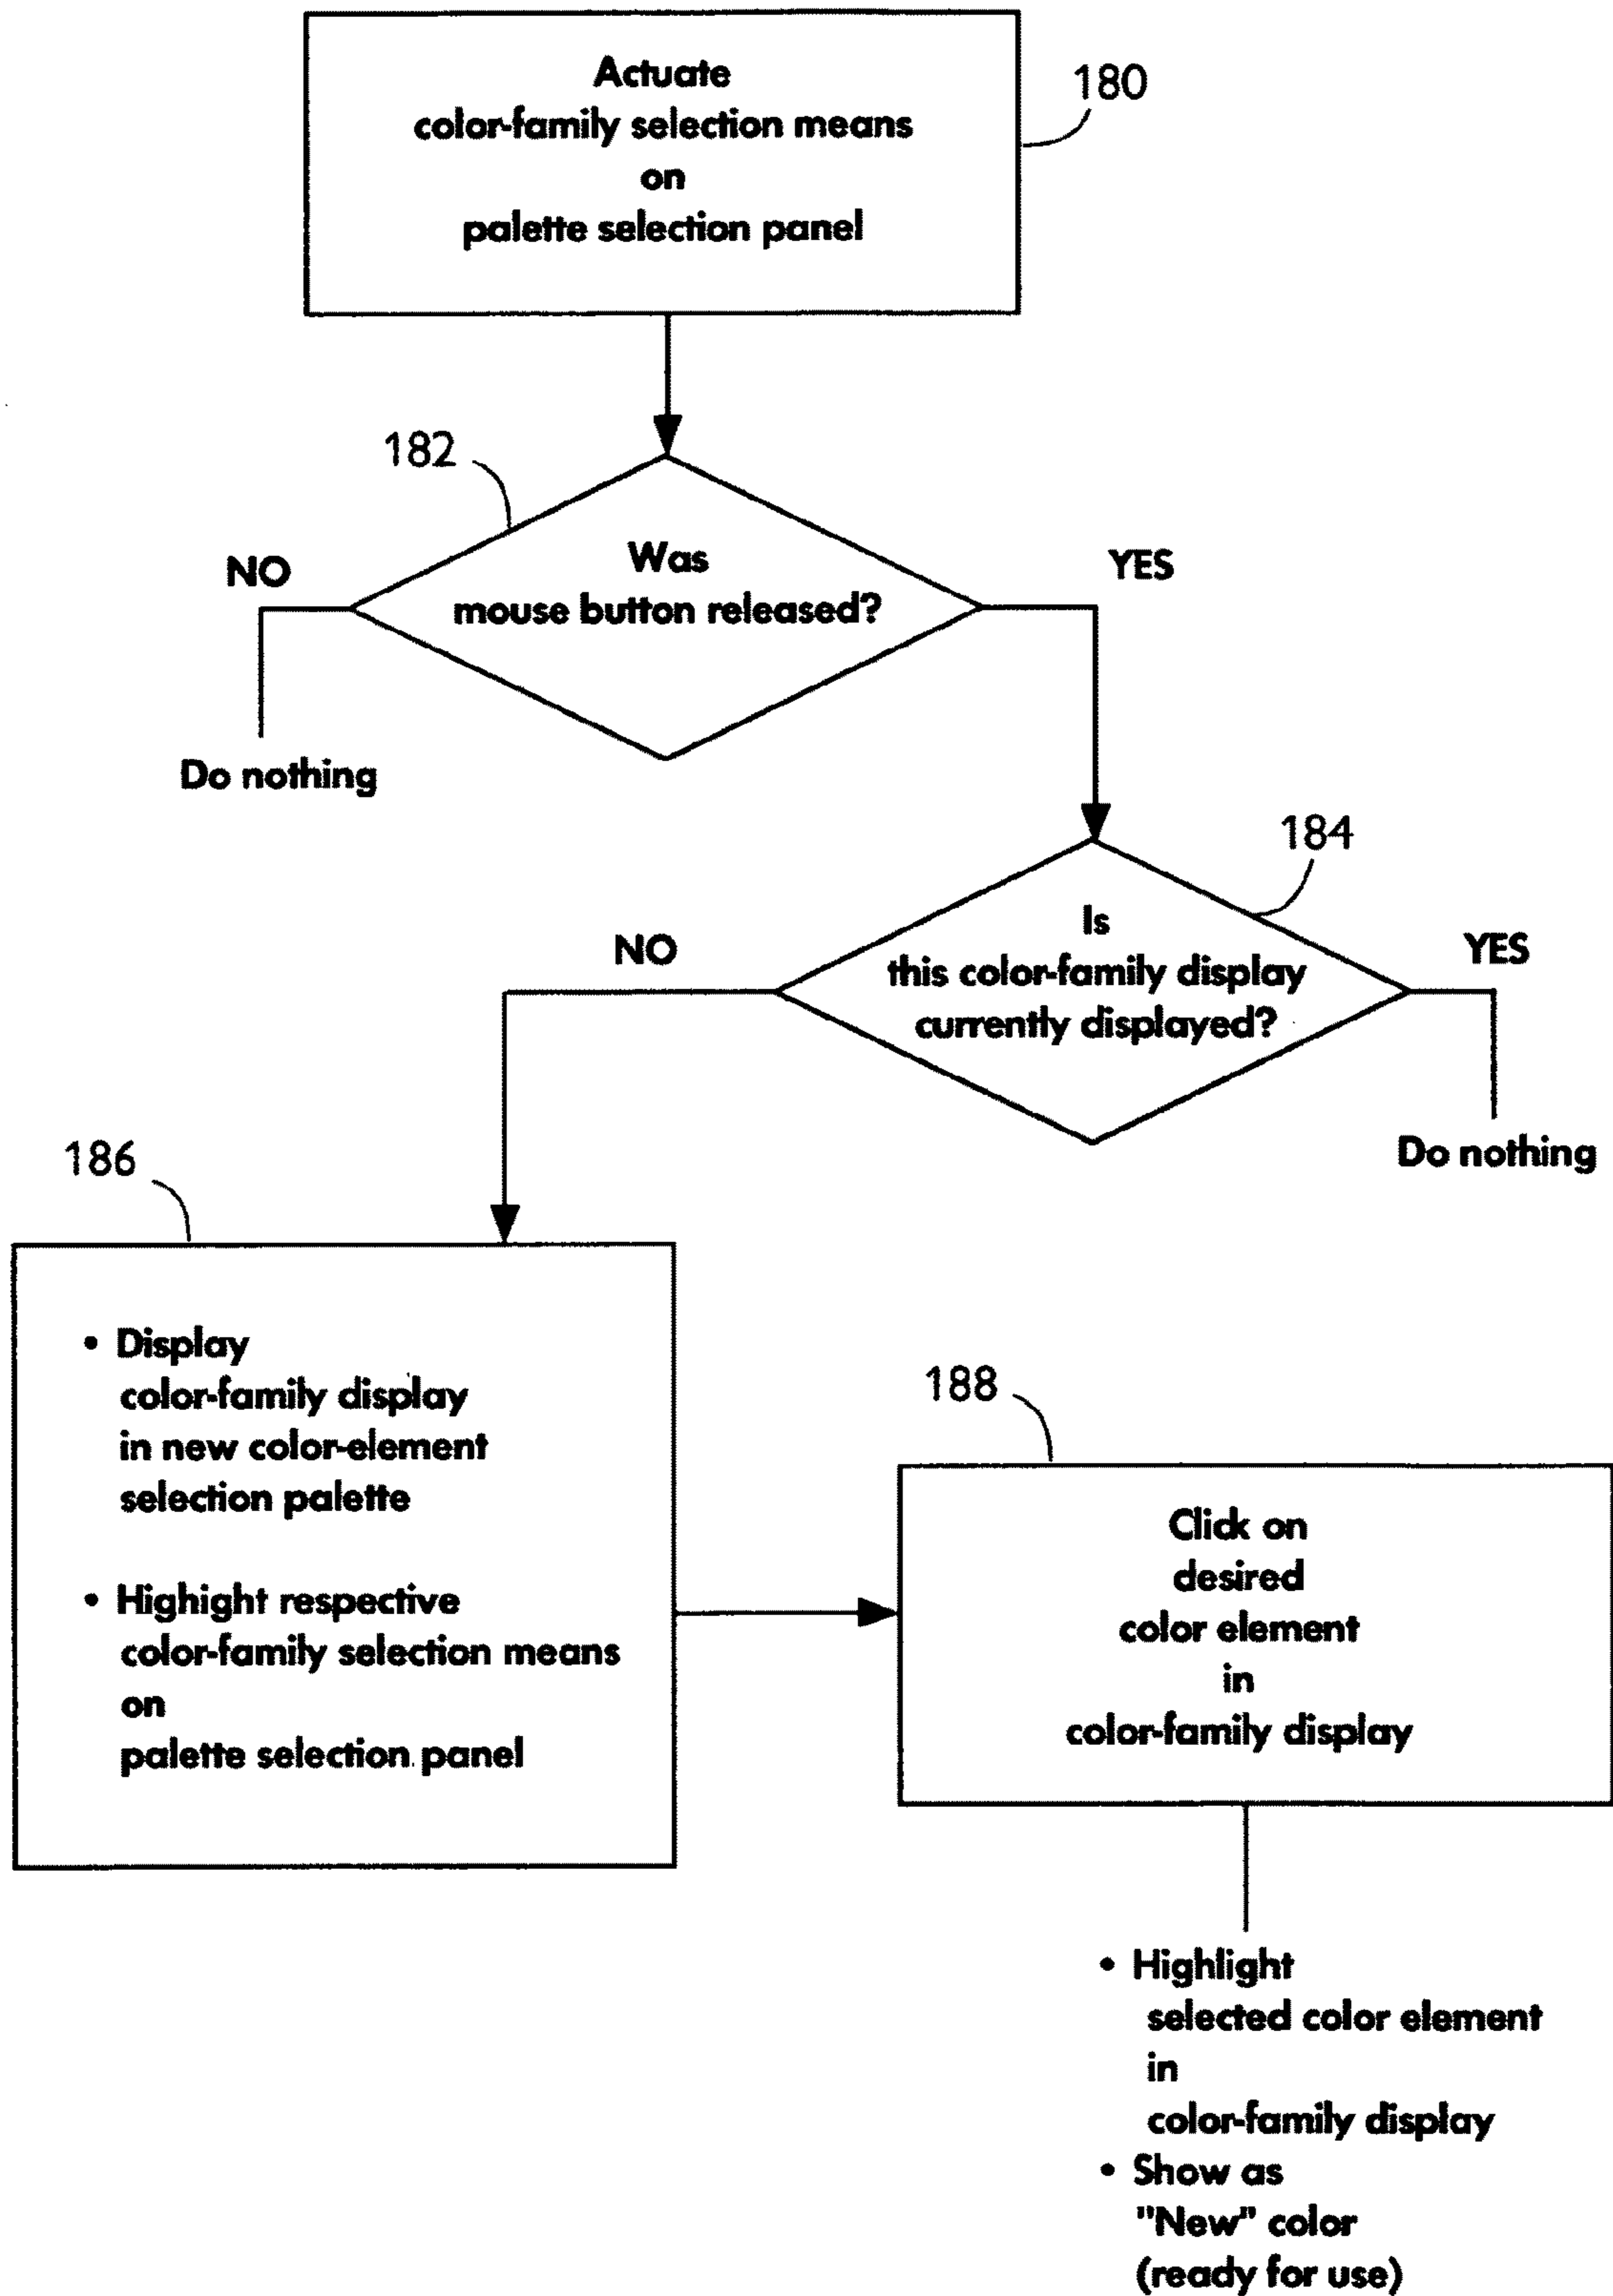 Actuate
color-family selection means
on
palette selection panel
180
182
NO
Was
mouse button released?
YES
Do nothing
184
NO
Is
this color-family display
currently displayed?
YES
Do nothing
186
• Display
color-family display
in new color-element
selection palette
• Highight respective
color-family selection means
on
palette selection panel
188
Click on
desired
color element
in
color-family display
• Highlight
selected color element
in
color-family display
• Show as
"New" color
(ready for use)